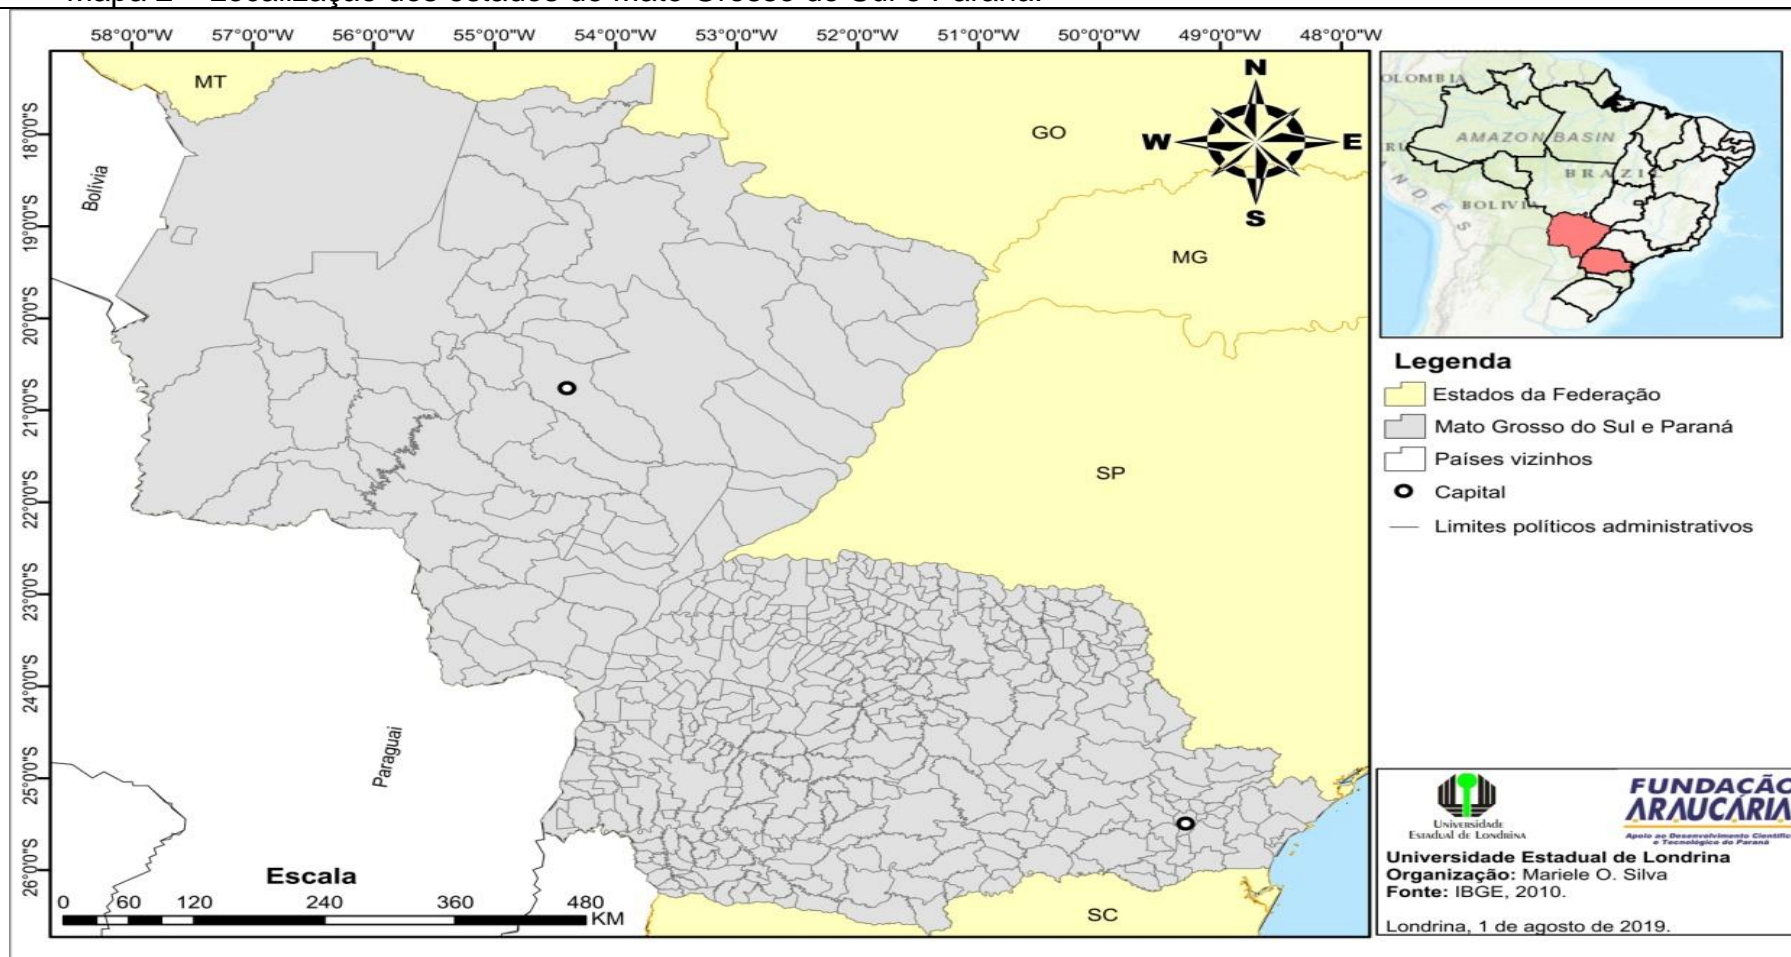 Mapa 2 – Localização dos estados de Mato Grosso do Sul e Paraná.
58°0'0"W 57°0'0"W 56°0'0"W 55°0'0"W 54°0'0"W 53°0'0"W 52°0'0"W 51°0'0"W 50°0'0"W 49°0'0"W 48°0'0"W
18°0'0"S
19°0'0"S
20°0'0"S
21°0'0"S
22°0'0"S
23°0'0"S
24°0'0"S
25°0'0"S
26°0'0"S
MT
GO
MG
SP
SC
Bolívia
Paraguai
N
W E
S
Escala
0 60 120 240 360 480
KM
OLOMBIA
AMAZON BASIN
BRAZIL
BOLIVIA
ANDES
Legenda
Estados da Federação
Mato Grosso do Sul e Paraná
Países vizinhos
Capital
Limites políticos administrativos
Universidade
Estadual de Londrina
FUNDAÇÃO
ARAUCÁRIA
Apoio ao Desenvolvimento Científico
e Tecnológico do Paraná
Universidade Estadual de Londrina
Organização: Mariele O. Silva
Fonte: IBGE, 2010.
Londrina, 1 de agosto de 2019.